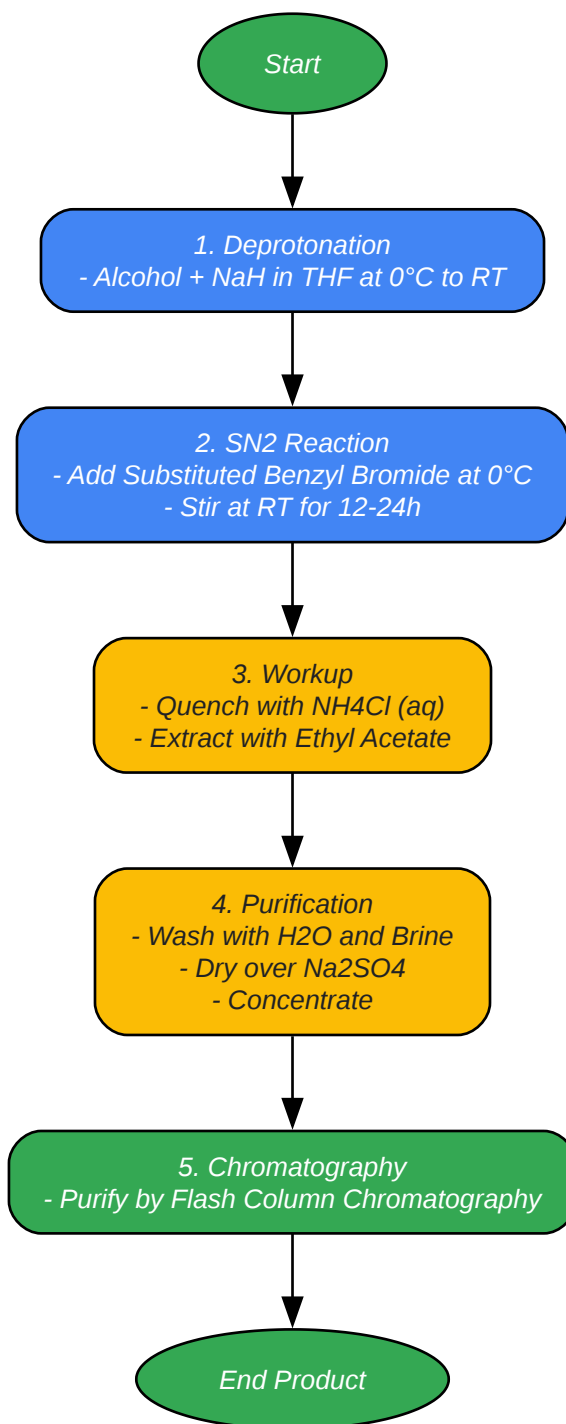 Start
1. Deprotonation
- Alcohol + NaH in THF at 0°C to RT
2. SN2 Reaction
- Add Substituted Benzyl Bromide at 0°C
- Stir at RT for 12-24h
3. Workup
- Quench with NH4Cl (aq)
- Extract with Ethyl Acetate
4. Purification
- Wash with H2O and Brine
- Dry over Na2SO4
- Concentrate
5. Chromatography
- Purify by Flash Column Chromatography
End Product